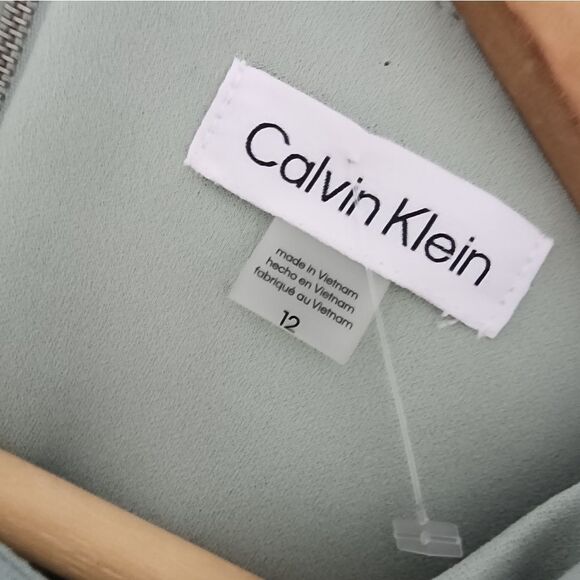 Calvin Klein
made in Vietnam
hecho en Vietnam
fabriqué au Vietnam
12